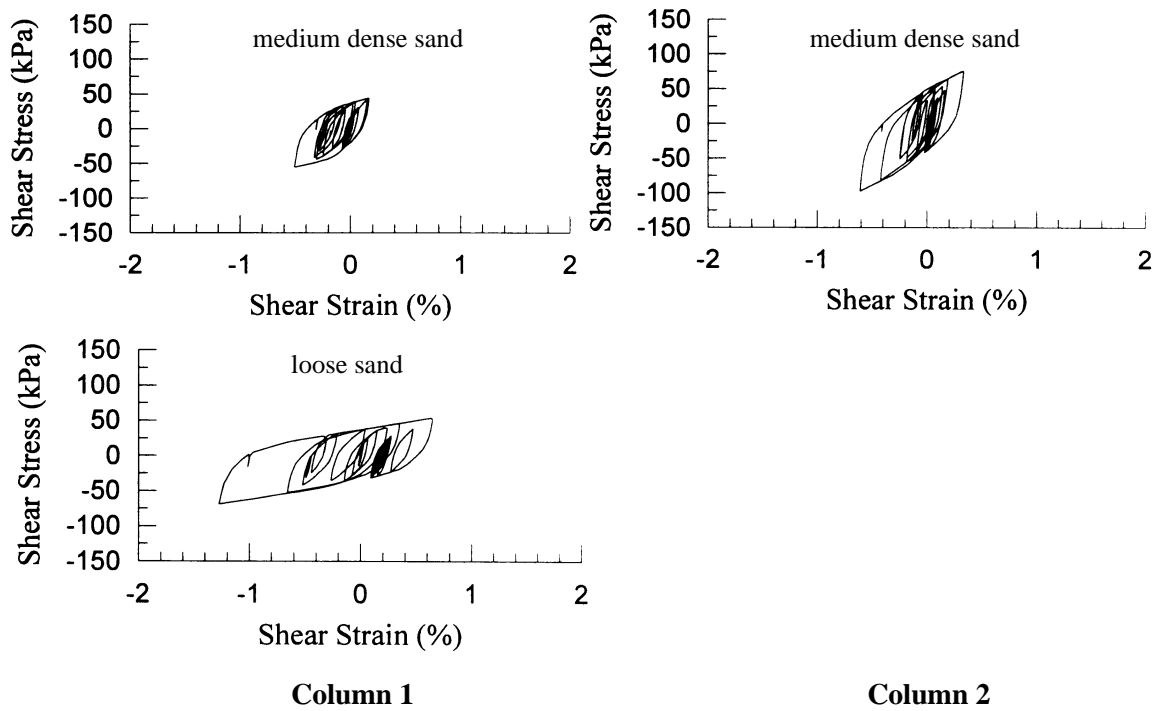 150
100
50
0
-50
-100
-150
Shear Stress (kPa)
medium dense sand
-2 -1 0 1 2
Shear Strain (%)
150
100
50
0
-50
-100
-150
Shear Stress (kPa)
medium dense sand
-2 -1 0 1 2
Shear Strain (%)
150
100
50
0
-50
-100
-150
Shear Stress (kPa)
loose sand
-2 -1 0 1 2
Shear Strain (%)
Column 1
Column 2